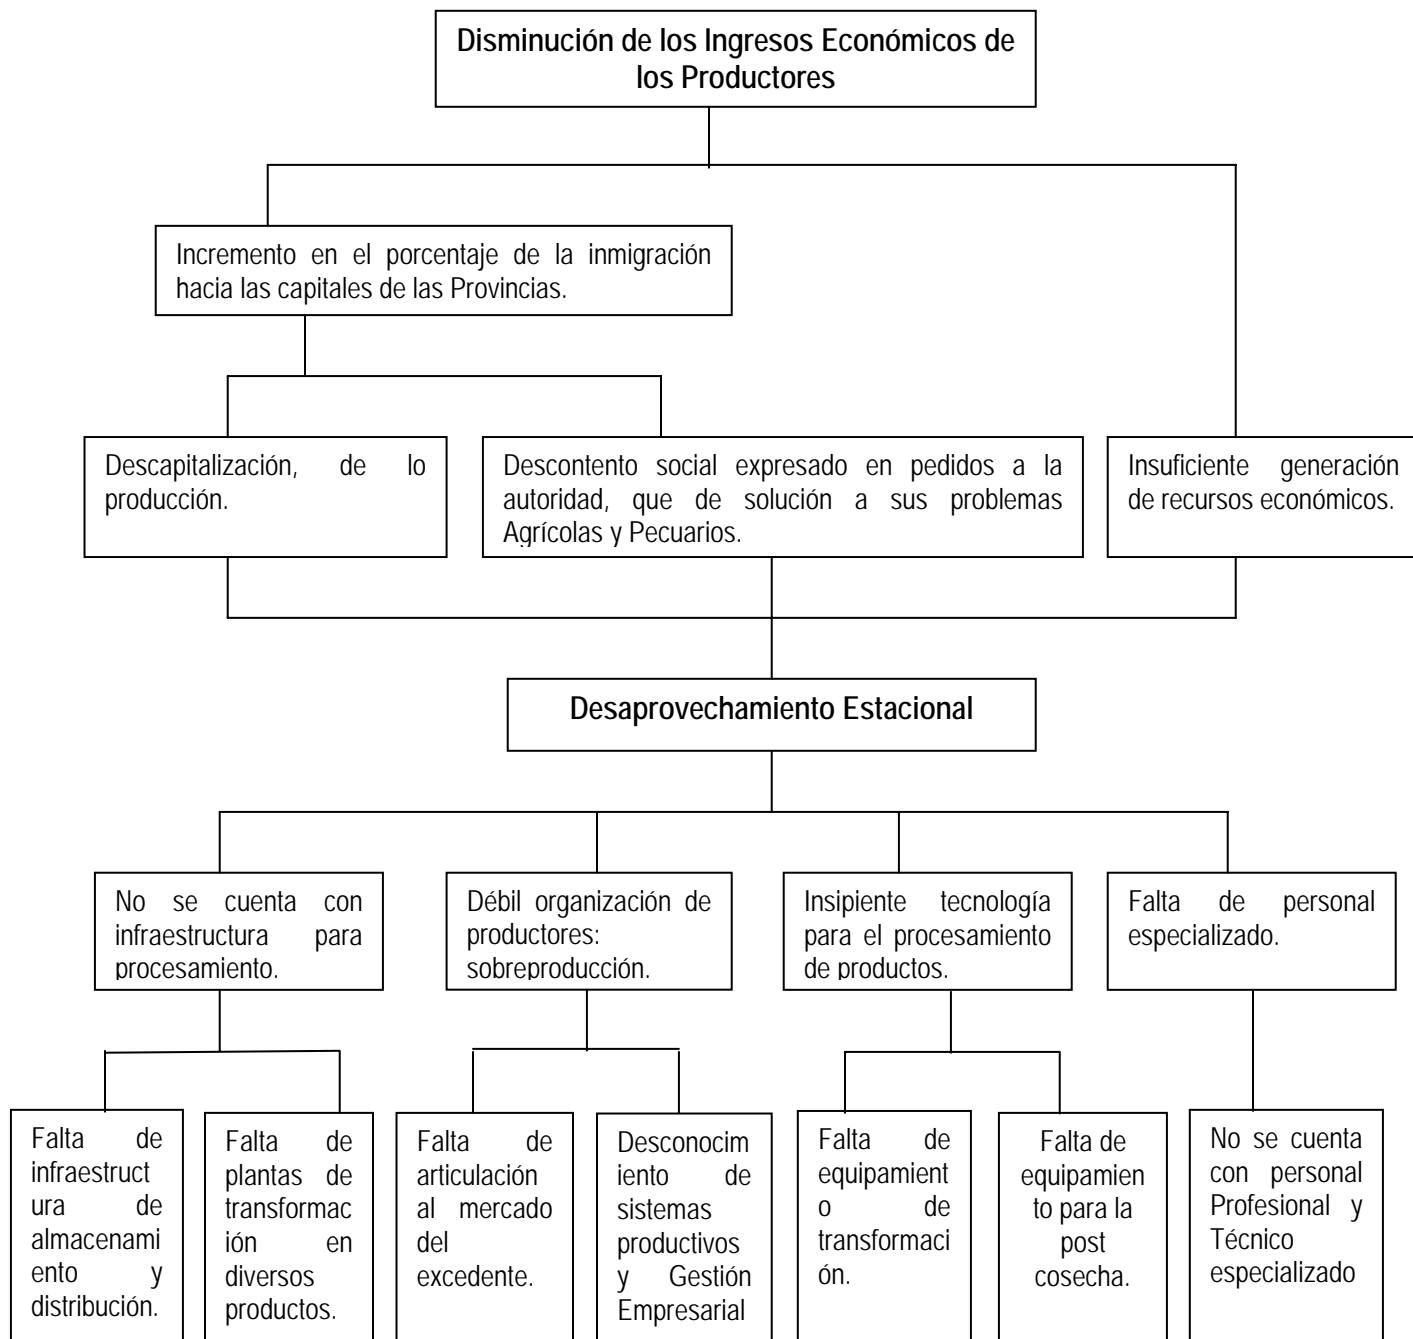 Disminución de los Ingresos Económicos de
los Productores
Incremento en el porcentaje de la inmigración
hacia las capitales de las Provincias.
Descapitalización, de lo
producción.
Descontento social expresado en pedidos a la
autoridad, que de solución a sus problemas
Agrícolas y Pecuarios.
Insuficiente generación
de recursos económicos.
Desaprovechamiento Estacional
No se cuenta con
infraestructura para
procesamiento.
Débil organización de
productores:
sobreproducción.
Insipiente tecnología
para el procesamiento
de productos.
Falta de personal
especializado.
Falta de
infraestruct
ura de
almacenami
ento y
distribución.
Falta de
plantas de
transformac
ión en
diversos
productos.
Falta de
articulación
al mercado
del
excedente.
Desconocim
iento de
sistemas
productivos
y Gestión
Empresarial
Falta de
equipamient
o de
transformaci
ón.
Falta de
equipamien
to para la
post
cosecha.
No se cuenta
con personal
Profesional y
Técnico
especializado